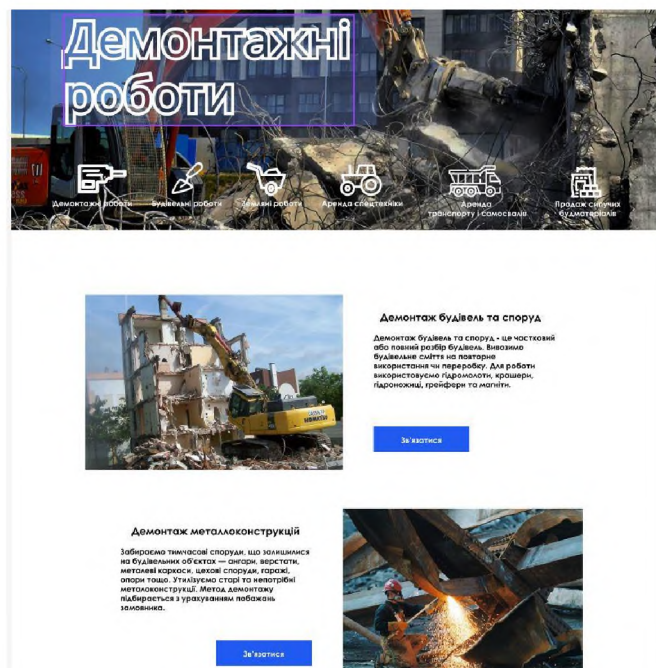 Демонтажні
роботи
Демонтажні роботи
Будівельні роботи
Земляні роботи
Аренда спецтехніки
Аренда
транспорту і самосвалів
Продаж сипучих
будматеріалів
Демонтаж будівель та споруд
Демонтаж будівель та споруд - це частковий
або повний розбір будівель. Вивозимо
будівельне сміття на повторне
використання чи переробку. Для роботи
використовуємо гідромолоти, крашери,
гідроножиці, грейфери та магніти.
Зв'язатися
KOMATSU
Демонтаж металлоконструкцій
Забираємо тимчасові споруди, що залишилися
на будівельних об'єктах — ангари, верстати,
металеві каркаси, цехові споруди, гаражі,
опори тощо. Утилізуємо старі та непотрібні
металоконструкції. Метод демонтажу
підбирається з урахуванням побажань
замовника.
Зв'язатися